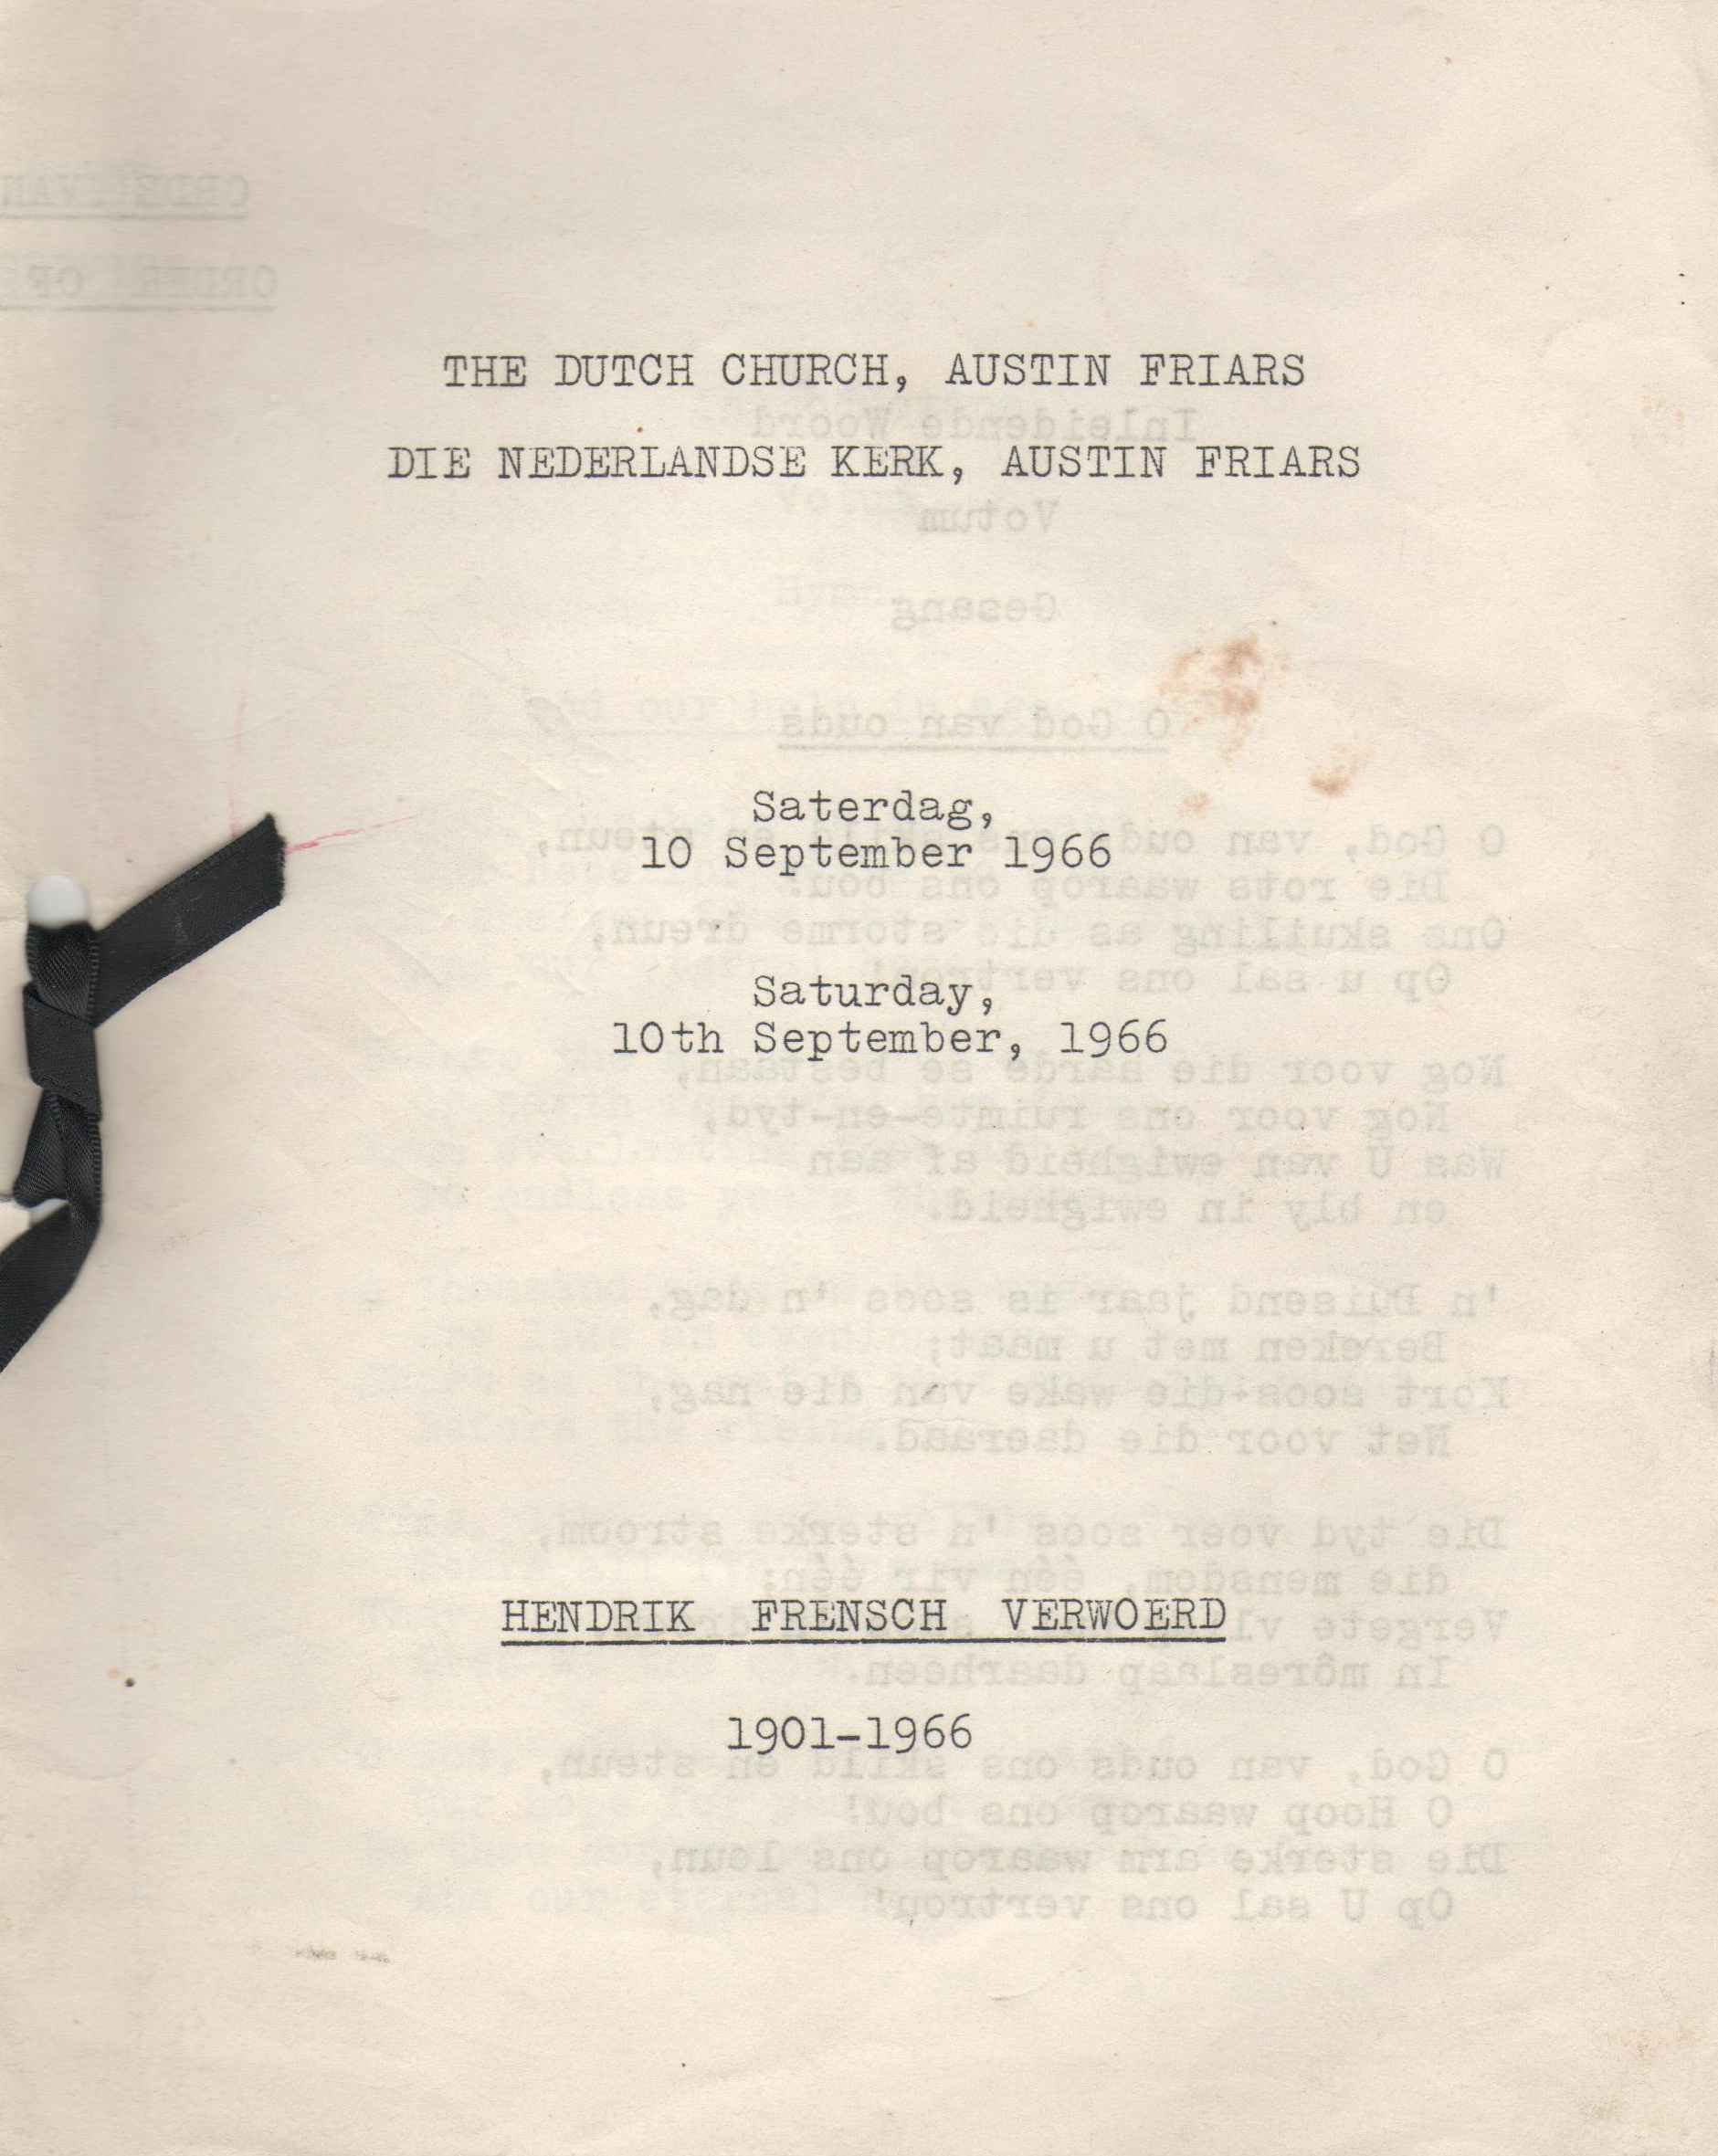 THE DUTCH CHURCH, AUSTIN FRIARS
DIE NEDERLANDSE KERK, AUSTIN FRIARS
Saterdag,
10 September 1966
Saturday,
10th September, 1966
HENDRIK FRENSCH VERWOERD
1901-1966